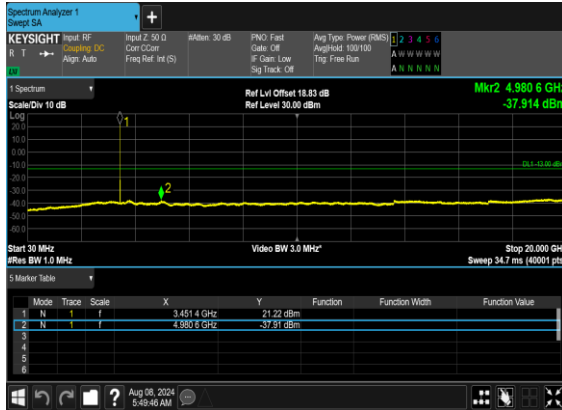 Spectrum Analyzer 1
Swept SA
+
KEYSIGHT Input: RF Input Z: 50 Ω #Atten: 30 dB PNO: Fast Avg Type: Power (RMS) 1 2 3 4 5 6
R T Coupling: DC Corr CCorr Gate: Off Avg|Hold: 100/100 A W W W W W
Align: Auto Freq Ref: Int (S) IF Gain: Low Trig: Free Run
Sig Track: Off A N N N N N
1 Spectrum Ref Lvl Offset 18.83 dB Mkr2 4.980 6 GHz
Scale/Div 10 dB Ref Level 30.00 dBm -37.914 dBm
Log
1
20.0
10.0
0.00
-10.0
DL1 -13.00 dBm
-20.0
-30.0
2
-40.0
-50.0
-60.0
Start 30 MHz Video BW 3.0 MHz* Stop 20.000 GHz
#Res BW 1.0 MHz Sweep 34.7 ms (40001 pts)
5 Marker Table
Mode Trace Scale X Y Function Function Width Function Value
1 N 1 f 3.451 4 GHz 21.22 dBm
2 N 1 f 4.980 6 GHz -37.91 dBm
3
4
5
6
? Aug 08, 2024
5:49:46 AM